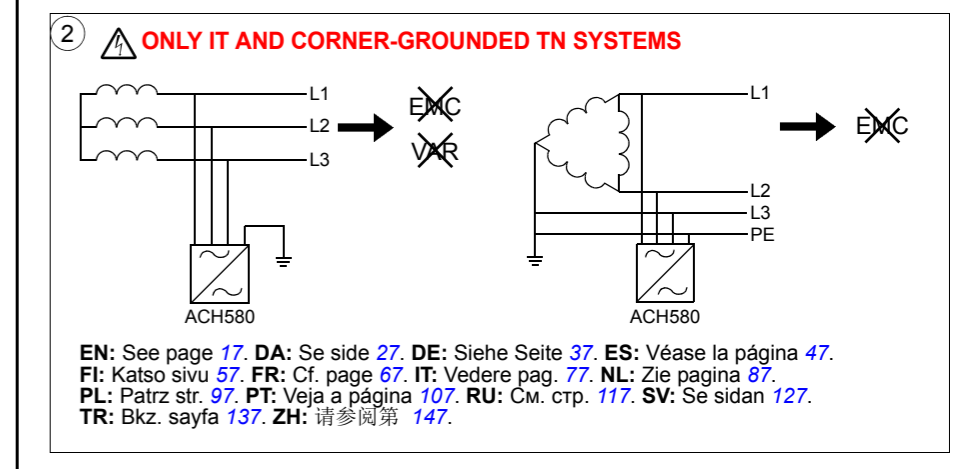 2 ONLY IT AND CORNER-GROUNDED TN SYSTEMS
L1
L2
L3
EMC
VAR
ACH580
L1
L2
L3
PE
EMC
ACH580
EN: See page 17. DA: Se side 27. DE: Siehe Seite 37. ES: Véase la página 47.
FI: Katso sivu 57. FR: Cf. page 67. IT: Vedere pag. 77. NL: Zie pagina 87.
PL: Patrz str. 97. PT: Veja a página 107. RU: См. стр. 117. SV: Se sidan 127.
TR: Bkz. sayfa 137. ZH: 请参阅第 147.